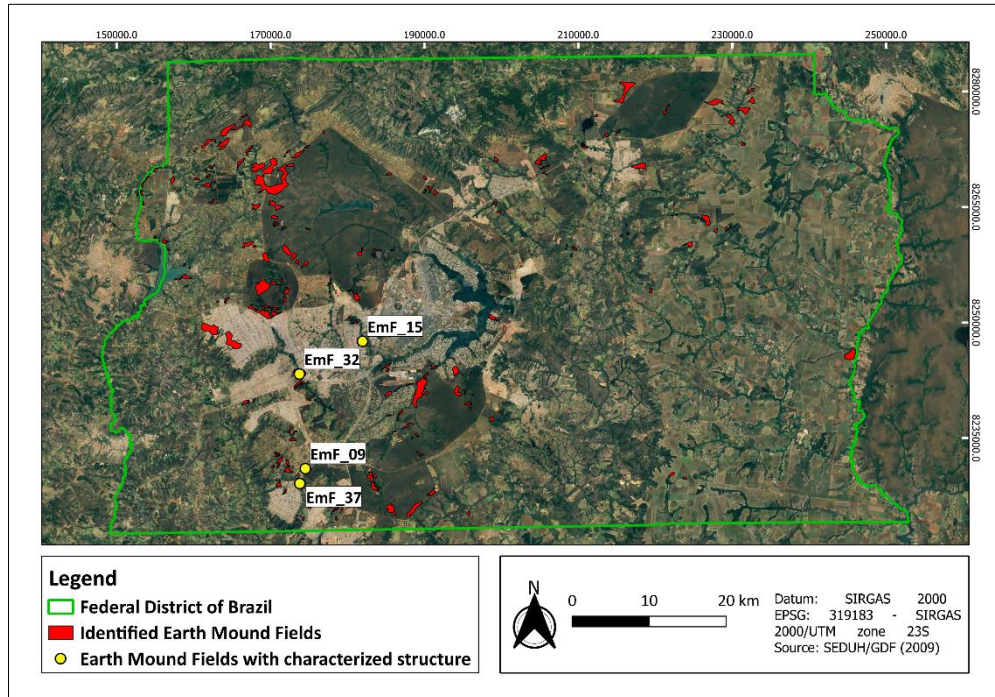 150000.0 170000.0 190000.0 210000.0 230000.0 250000.0
8280000.0
8265000.0
8250000.0
8235000.0
EmF_15
EmF_32
EmF_09
EmF_37
Legend
Federal District of Brazil
Identified Earth Mound Fields
Earth Mound Fields with characterized structure
N
0 10 20 km
Datum: SIRGAS 2000
EPSG: 319183 - SIRGAS
2000/UTM zone 23S
Source: SEDUH/GDF (2009)